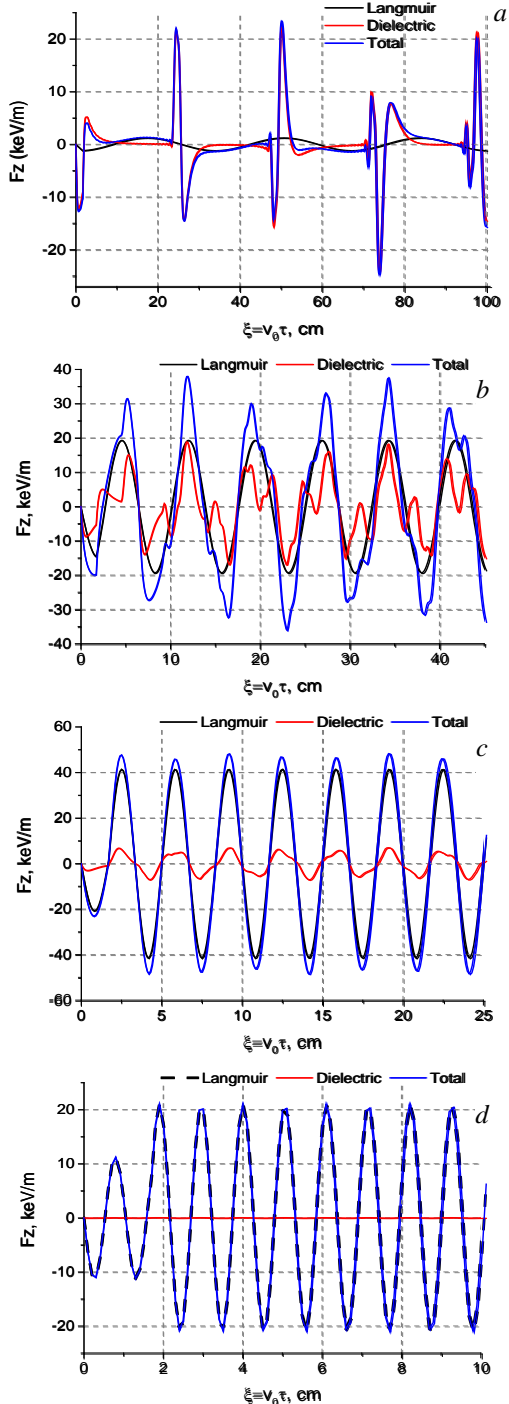 a
Langmuir
Dielectric
Total
Fz (keV/m)
20
10
0
-10
-20
0 20 40 60 80 100
ξ=v₀τ, cm
b
Langmuir Dielectric Total
Fz, keV/m
40
30
20
10
0
-10
-20
-30
-40
0 10 20 30 40
ξ=v₀τ, cm
c
Langmuir Dielectric Total
Fz, keV/m
60
40
20
0
-20
-40
-60
0 5 10 15 20 25
ξ=v₀τ, cm
d
Langmuir Dielectric Total
Fz, keV/m
20
10
0
-10
-20
0 2 4 6 8 10
ξ=v₀τ, cm